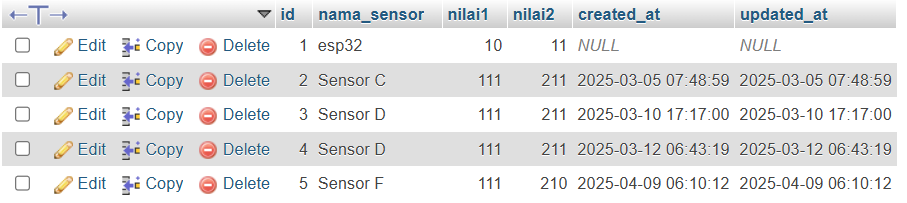 ←T→ id nama_sensor nilai1 nilai2 created_at updated_at
Edit Copy Delete 1 esp32 10 11 NULL NULL
Edit Copy Delete 2 Sensor C 111 211 2025-03-05 07:48:59 2025-03-05 07:48:59
Edit Copy Delete 3 Sensor D 111 211 2025-03-10 17:17:00 2025-03-10 17:17:00
Edit Copy Delete 4 Sensor D 111 211 2025-03-12 06:43:19 2025-03-12 06:43:19
Edit Copy Delete 5 Sensor F 111 210 2025-04-09 06:10:12 2025-04-09 06:10:12